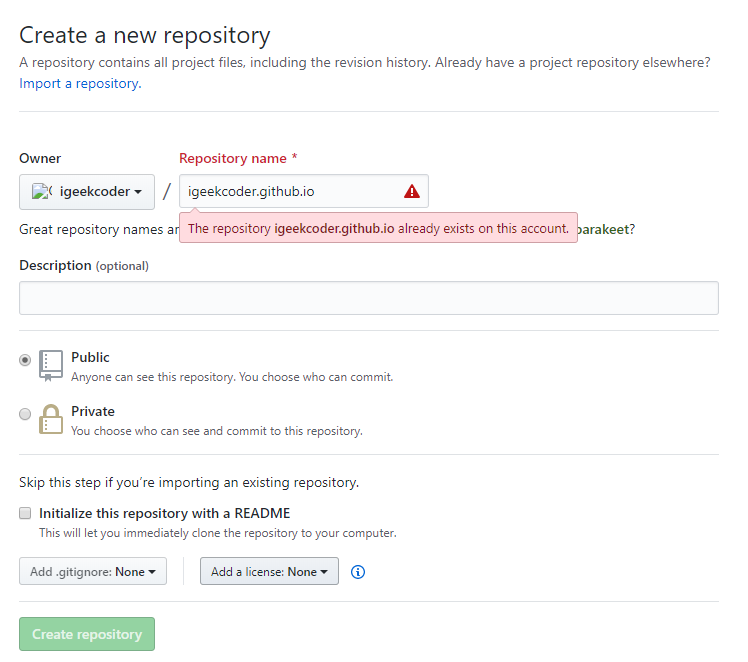 Create a new repository
A repository contains all project files, including the revision history. Already have a project repository elsewhere?
Import a repository.
Owner
Repository name *
igeekcoder
/
igeekcoder.github.io
Great repository names
The repository igeekcoder.github.io already exists on this account.
parakeet?
Description (optional)
Public
Anyone can see this repository. You choose who can commit.
Private
You choose who can see and commit to this repository.
Skip this step if you’re importing an existing repository.
Initialize this repository with a README
This will let you immediately clone the repository to your computer.
Add .gitignore: None
Add a license: None
Create repository